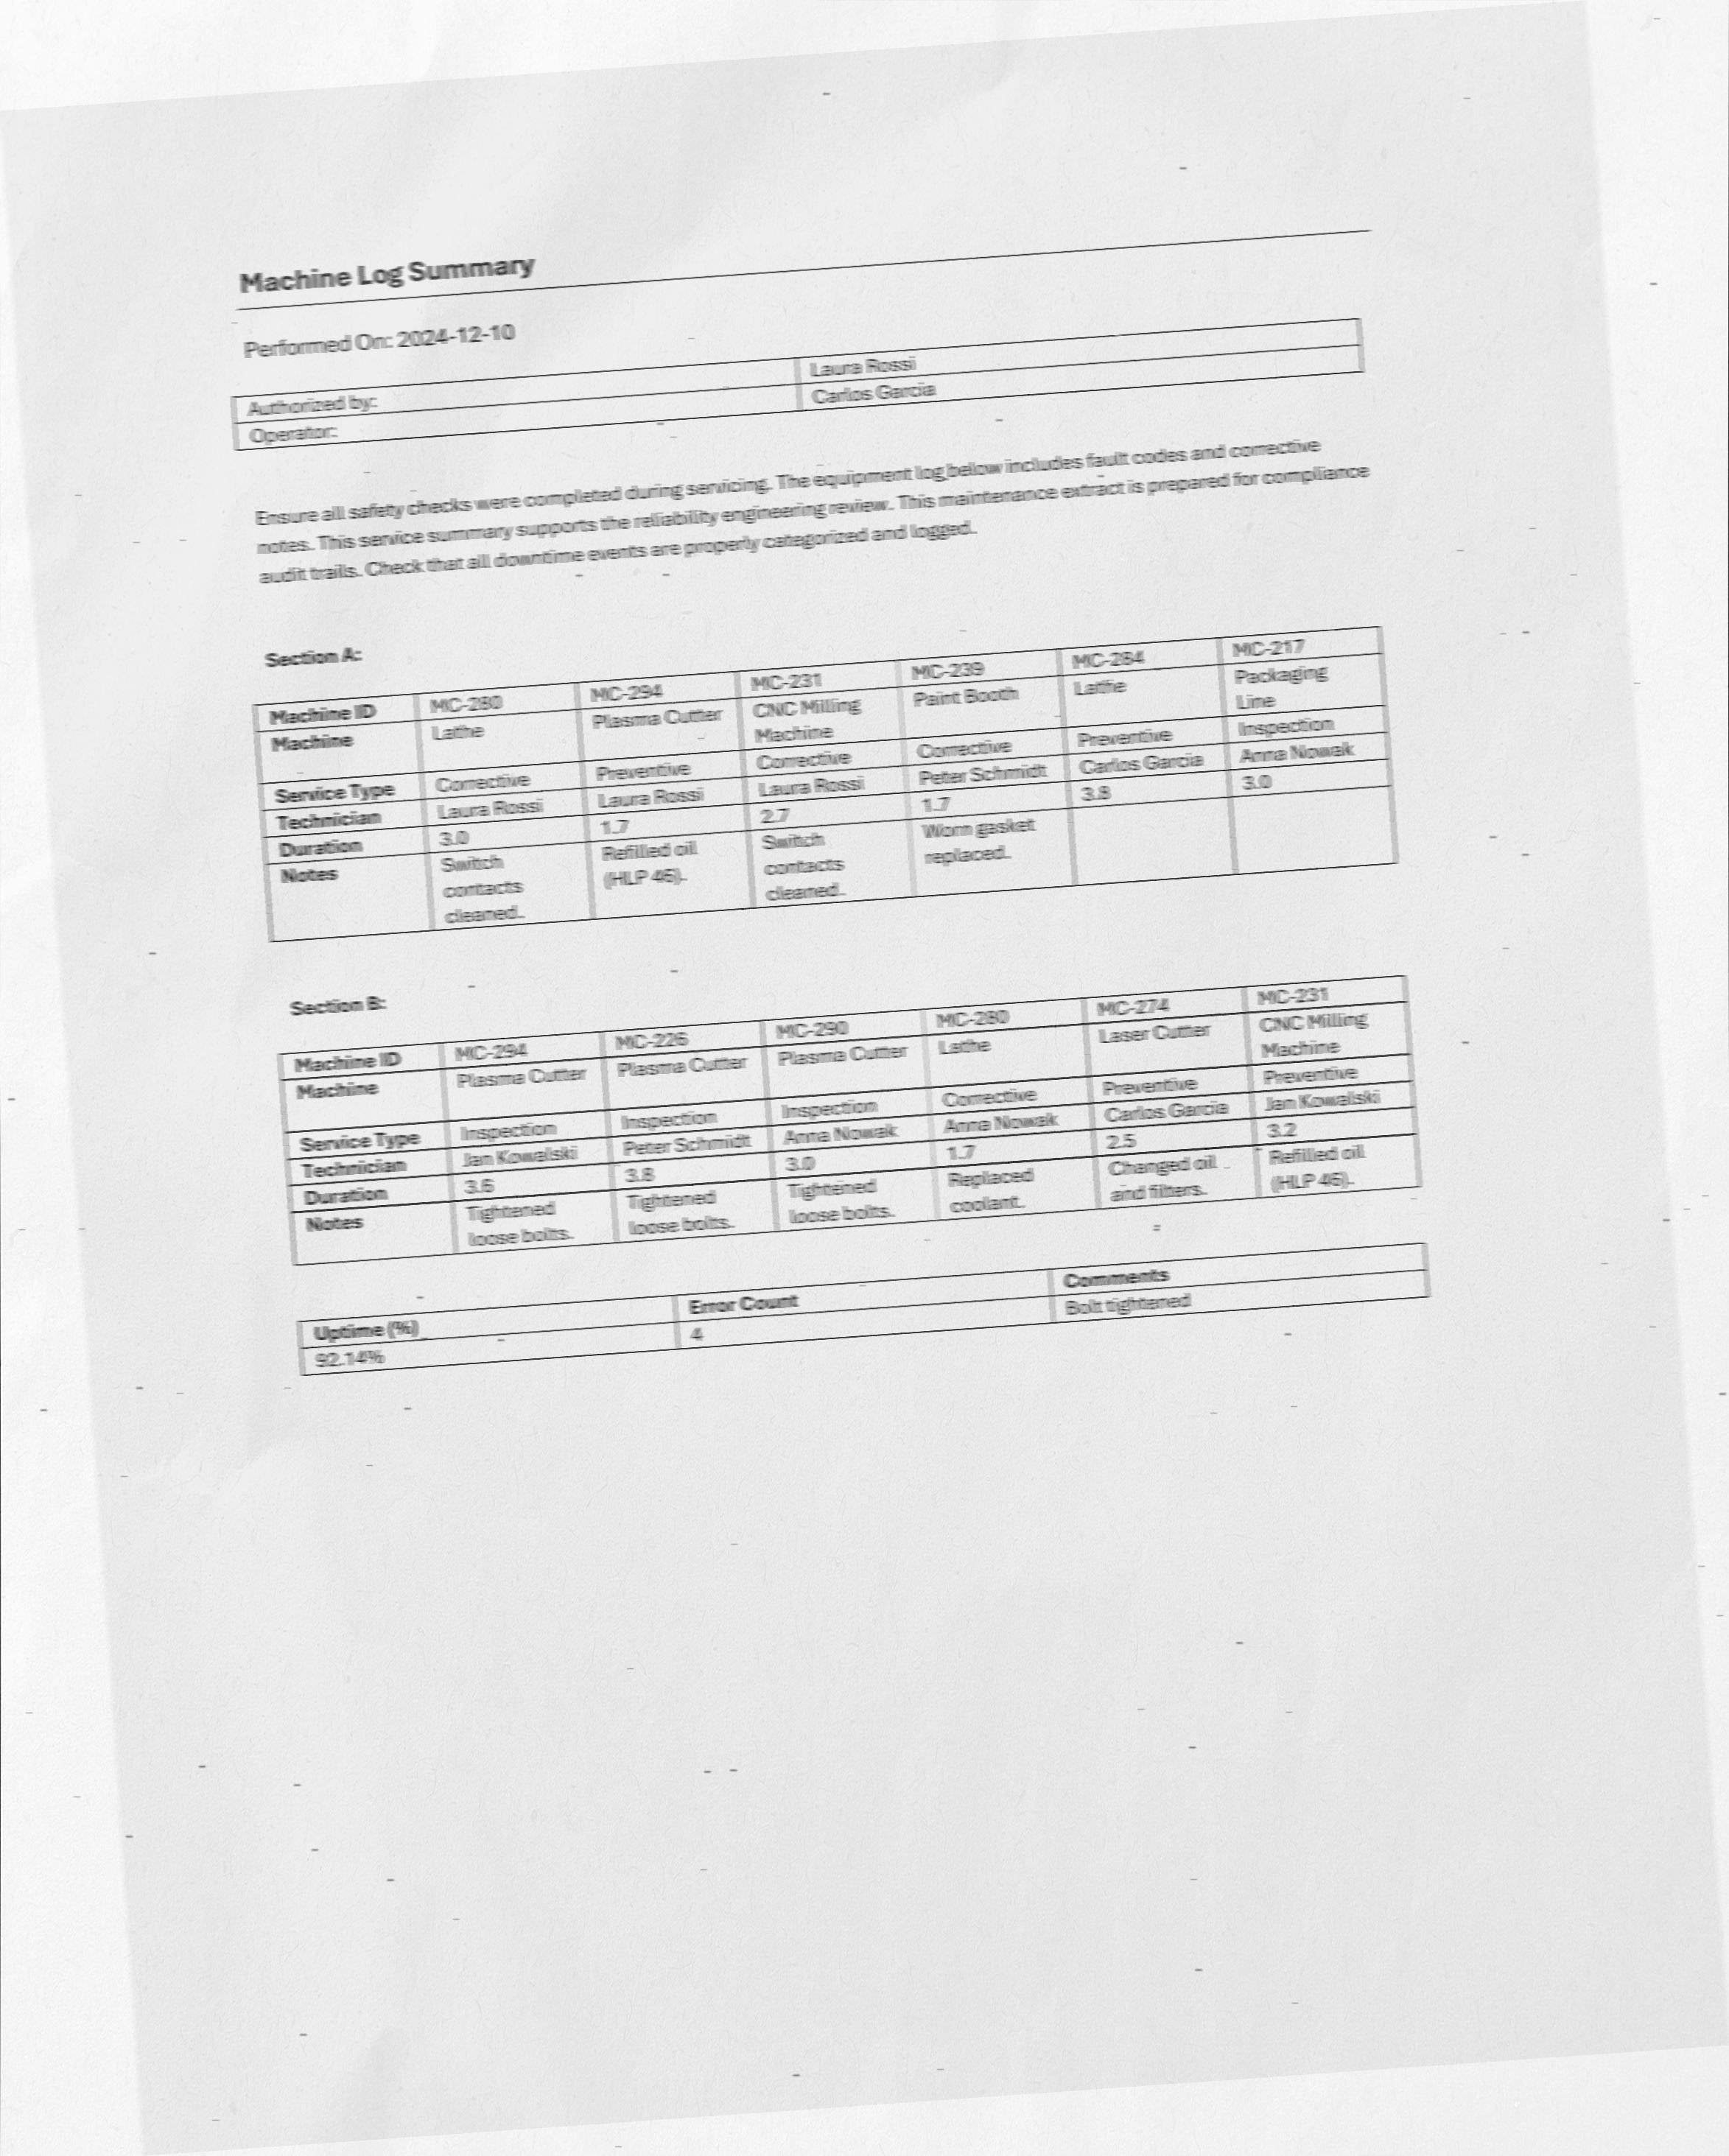 Machine Log Summary
Performed On: 2024-12-10
Authorized by: Laura Rossi
Operator: Carlos Garcia
Ensure all safety checks were completed during servicing. The equipment log below includes fault codes and corrective
notes. This service summary supports the reliability engineering review. This maintenance extract is prepared for compliance
audit trails. Check that all downtime events are properly categorized and logged.
Section A:
Machine ID MC-280 MC-294 MC-231 MC-239 MC-284 MC-217
Machine Lathe Plasma Cutter CNC Milling Paint Booth Lathe Packaging
Machine Line
Service Type Corrective Preventive Corrective Corrective Preventive Inspection
Technician Laura Rossi Laura Rossi Laura Rossi Peter Schmidt Carlos Garcia Anna Nowak
Duration 3.0 1.7 2.7 1.7 3.8 3.0
Notes Switch Refilled oil Switch Worn gasket
contacts (HLP 46). contacts replaced.
cleaned. cleaned.
Section B:
Machine ID MC-294 MC-226 MC-290 MC-280 MC-274 MC-231
Machine Plasma Cutter Plasma Cutter Plasma Cutter Lathe Laser Cutter CNC Milling
Machine
Service Type Inspection Inspection Inspection Corrective Preventive Preventive
Technician Jan Kowalski Peter Schmidt Anna Nowak Anna Nowak Carlos Garcia Jan Kowalski
Duration 3.6 3.8 3.0 1.7 2.5 3.2
Notes Tightened Tightened Tightened Replaced Changed oil Refilled oil
loose bolts. loose bolts. loose bolts. coolant. and filters. (HLP 46).
Uptime (%) Error Count Comments
92.14% 4 Bolt tightened